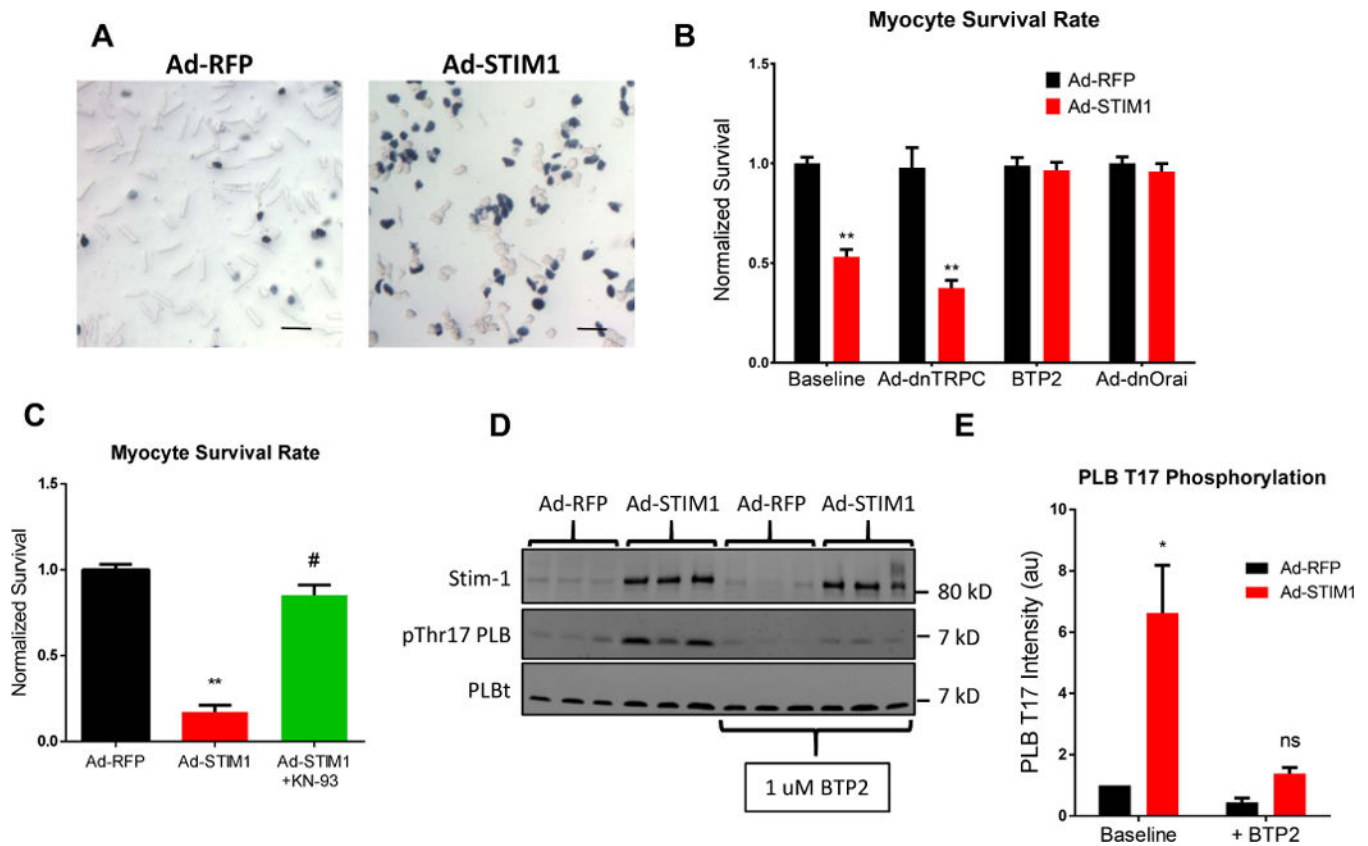 A
Ad-RFP
Ad-STIM1
B
Myocyte Survival Rate
Ad-RFP
Ad-STIM1
Normalized Survival
1.5
1.0
0.5
0.0
**
**
Baseline
Ad-dnTRPC
BTP2
Ad-dnOrai
C
Myocyte Survival Rate
Normalized Survival
1.5
1.0
0.5
0.0
**
#
Ad-RFP
Ad-STIM1
Ad-STIM1
+KN-93
D
Ad-RFP
Ad-STIM1
Ad-RFP
Ad-STIM1
Stim-1
80 kD
pThr17 PLB
7 kD
PLBt
7 kD
1 uM BTP2
E
PLB T17 Phosphorylation
PLB T17 Intensity (au)
10
8
6
4
2
0
*
ns
Ad-RFP
Ad-STIM1
Baseline
+ BTP2